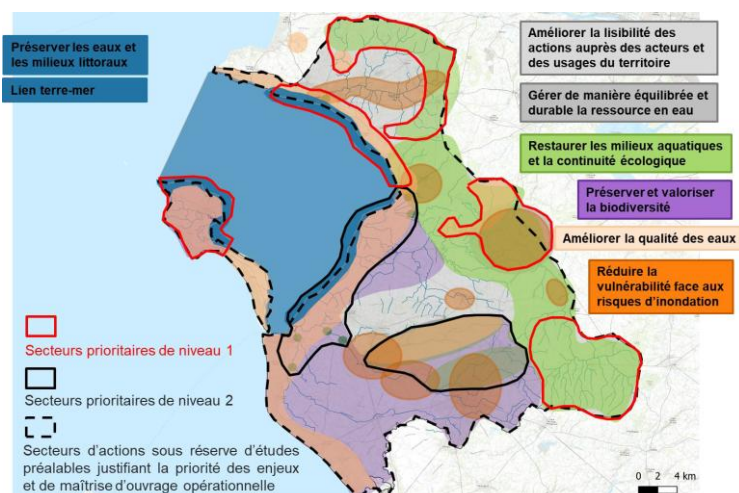 Préserver les eaux et
les milieux littoraux
Lien terre-mer
Améliorer la lisibilité des
actions auprès des acteurs et
des usages du territoire
Gérer de manière équilibrée et
durable la ressource en eau
Restaurer les milieux aquatiques
et la continuité écologique
Préserver et valoriser
la biodiversité
Améliorer la qualité des eaux
Réduire la
vulnérabilité face aux
risques d'inondation
Secteurs prioritaires de niveau 1
Secteurs prioritaires de niveau 2
Secteurs d'actions sous réserve d'études
préalables justifiant la priorité des enjeux
et de maîtrise d'ouvrage opérationnelle
0 2 4 km